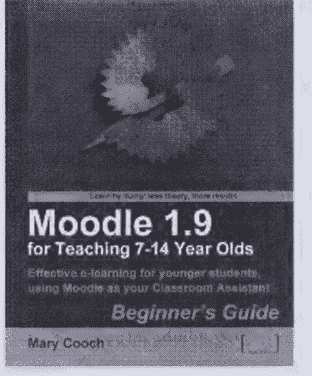 Learn by doing: less theory, more results
Moodle 1.9
for Teaching 7-14 Year Olds
Effective e-learning for younger students,
using Moodle as your Classroom Assistant
Beginner's Guide
Mary Cooch